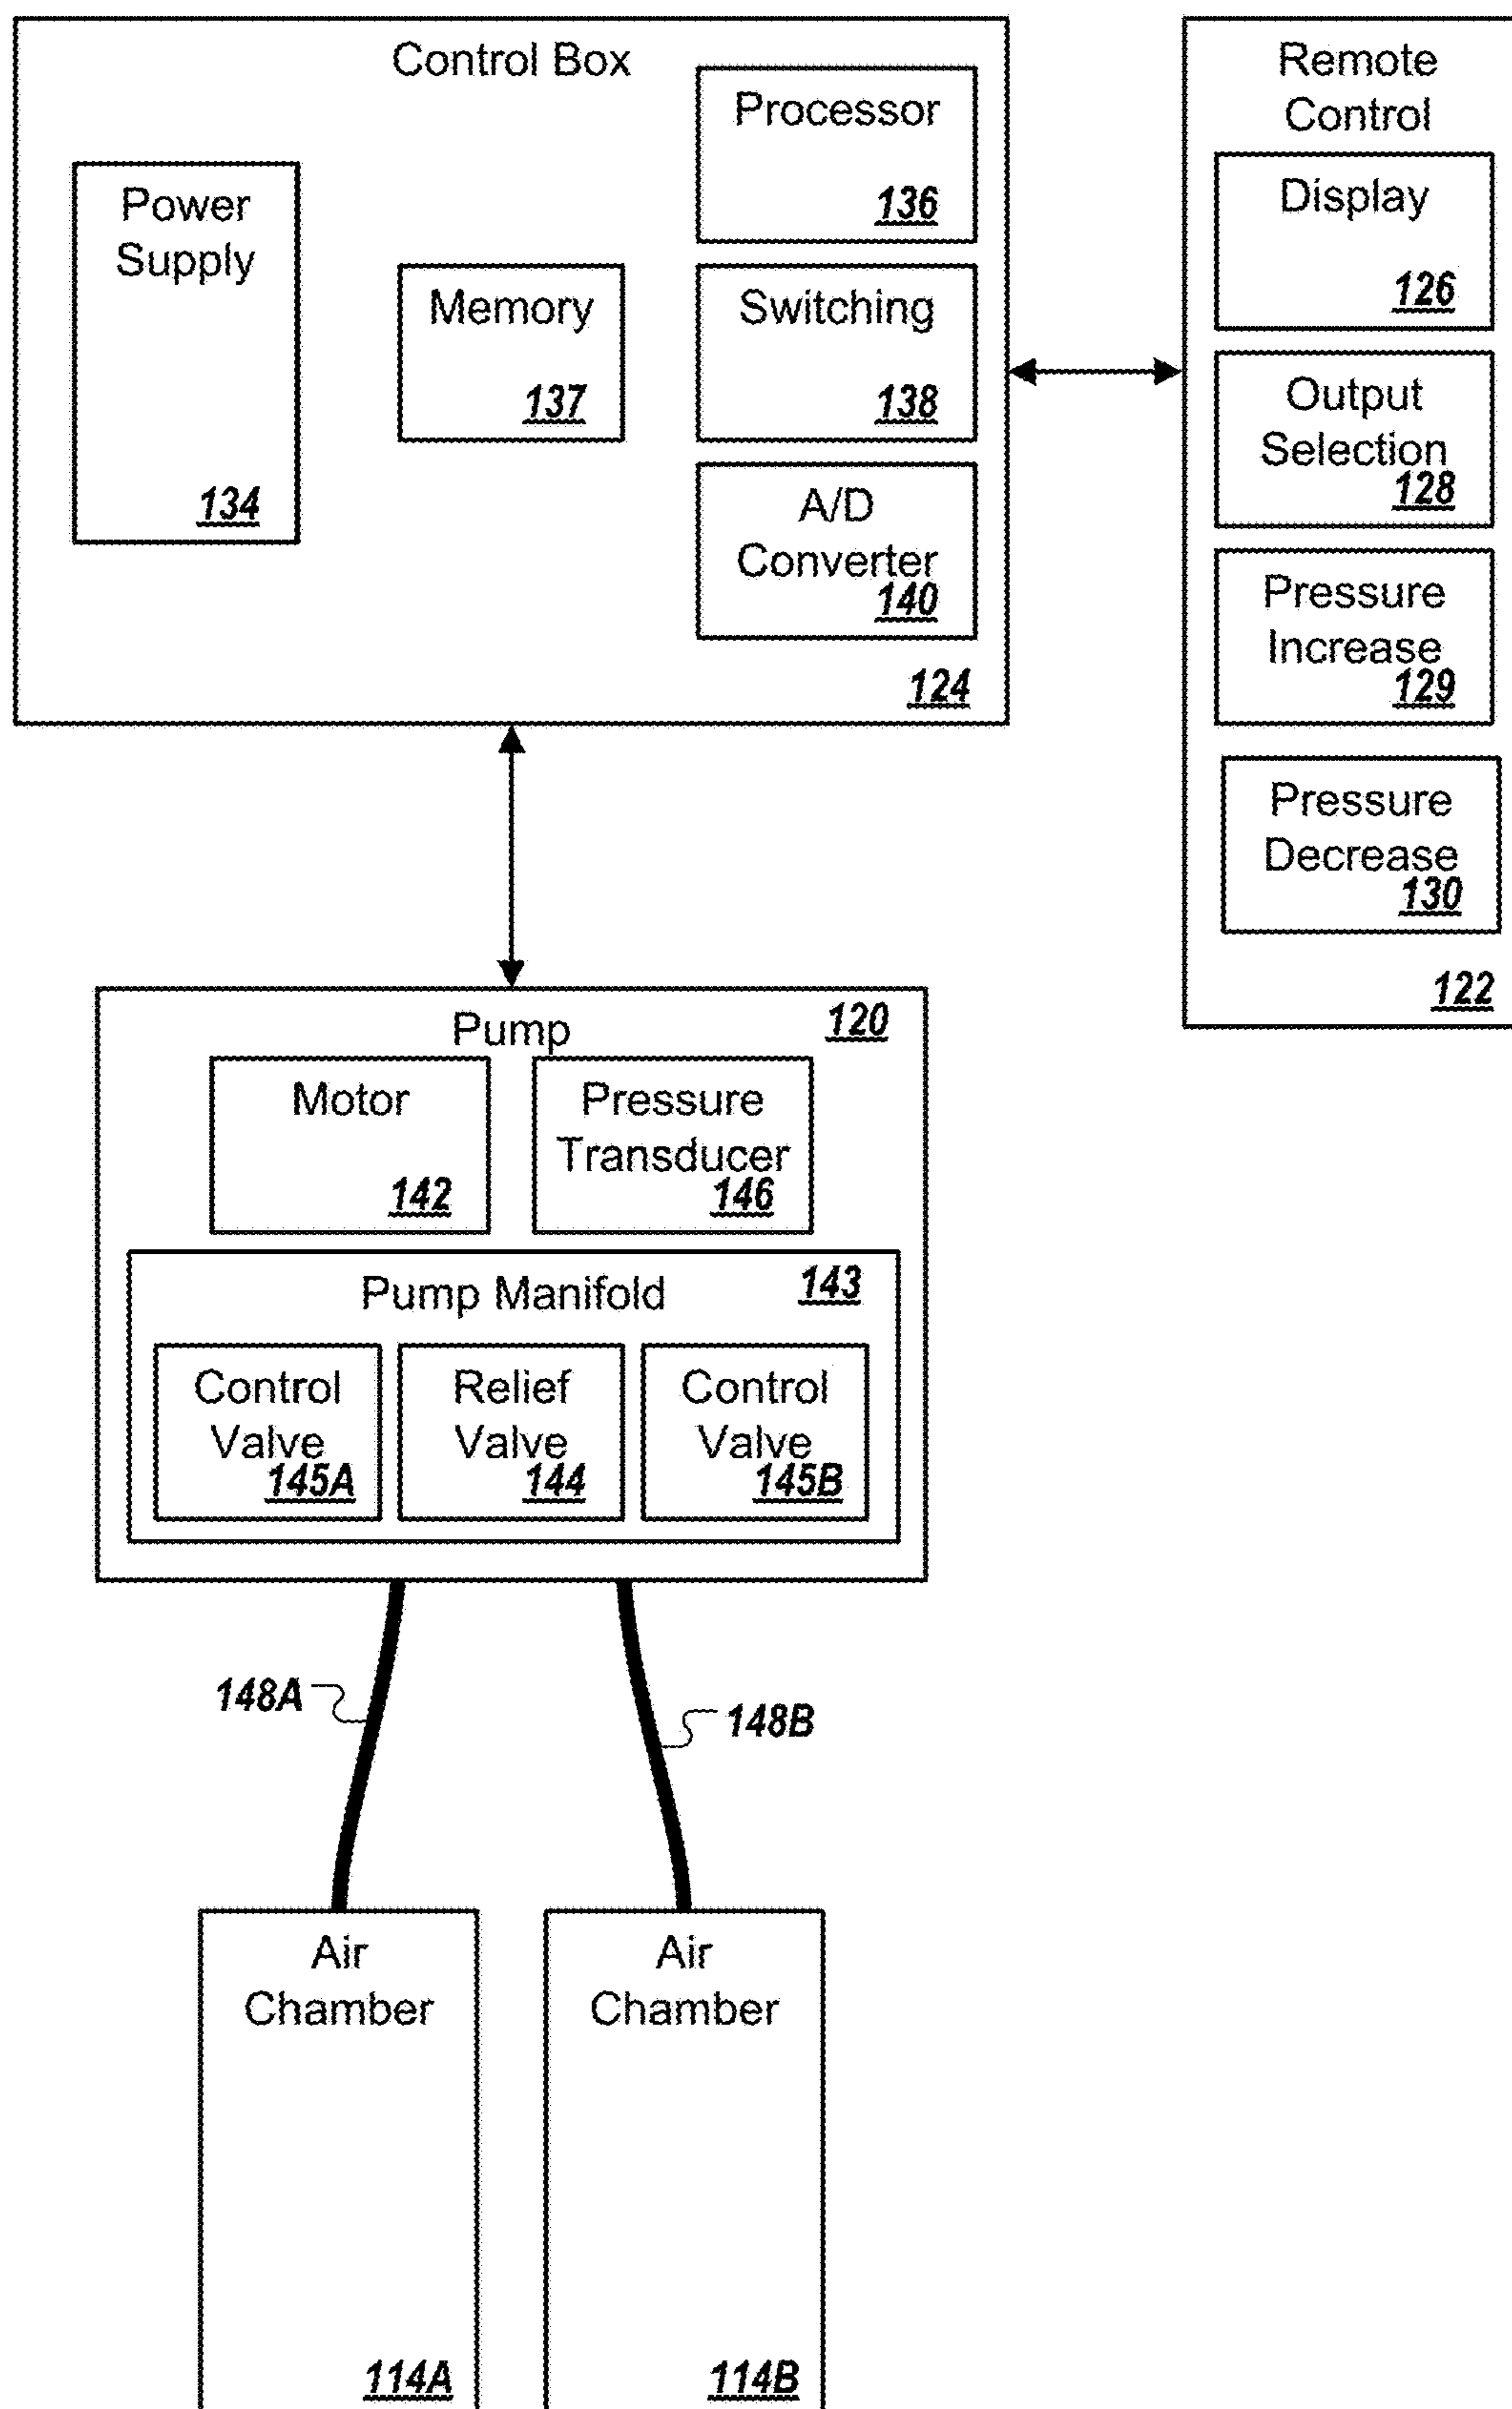 Control Box
Power
Supply
134
Memory
137
Processor
136
Switching
138
A/D
Converter
140
124
Remote
Control
Display
126
Output
Selection
128
Pressure
Increase
129
Pressure
Decrease
130
122
Pump
120
Motor
142
Pressure
Transducer
146
Pump Manifold
143
Control
Valve
145A
Relief
Valve
144
Control
Valve
145B
148A
148B
Air
Chamber
114A
Air
Chamber
114B